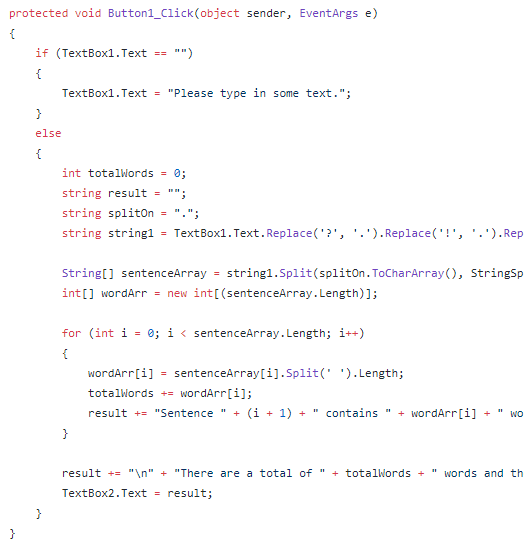 protected void Button1_Click(object sender, EventArgs e)
{
if (TextBox1.Text == "")
{
TextBox1.Text = "Please type in some text.";
}
else
{
int totalWords = 0;
string result = "";
string splitOn = ".";
string string1 = TextBox1.Text.Replace('?', '.').Replace('!', '.').Rep
String[] sentenceArray = string1.Split(splitOn.ToCharArray(), StringSp
int[] wordArr = new int[(sentenceArray.Length)];
for (int i = 0; i < sentenceArray.Length; i++)
{
wordArr[i] = sentenceArray[i].Split(' ').Length;
totalWords += wordArr[i];
result += "Sentence " + (i + 1) + " contains " + wordArr[i] + " wo
}
result += "\n" + "There are a total of " + totalWords + " words and th
TextBox2.Text = result;
}
}